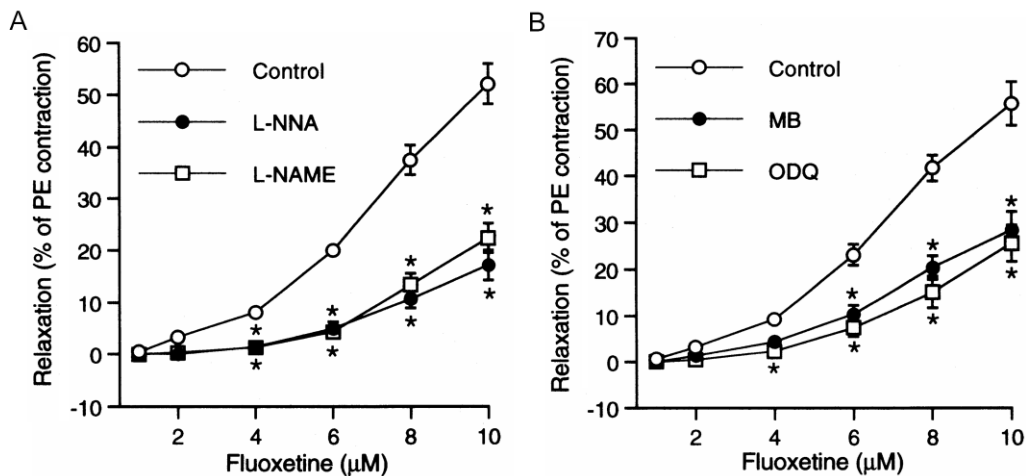 A
Relaxation (% of PE contraction)
60
50
40
30
20
10
0
-10
Control
L-NNA
L-NAME
* * * *
* * * *
2 4 6 8 10
Fluoxetine (μM)
B
Relaxation (% of PE contraction)
70
60
50
40
30
20
10
0
-10
Control
MB
ODQ
* * *
* * * *
2 4 6 8 10
Fluoxetine (μM)